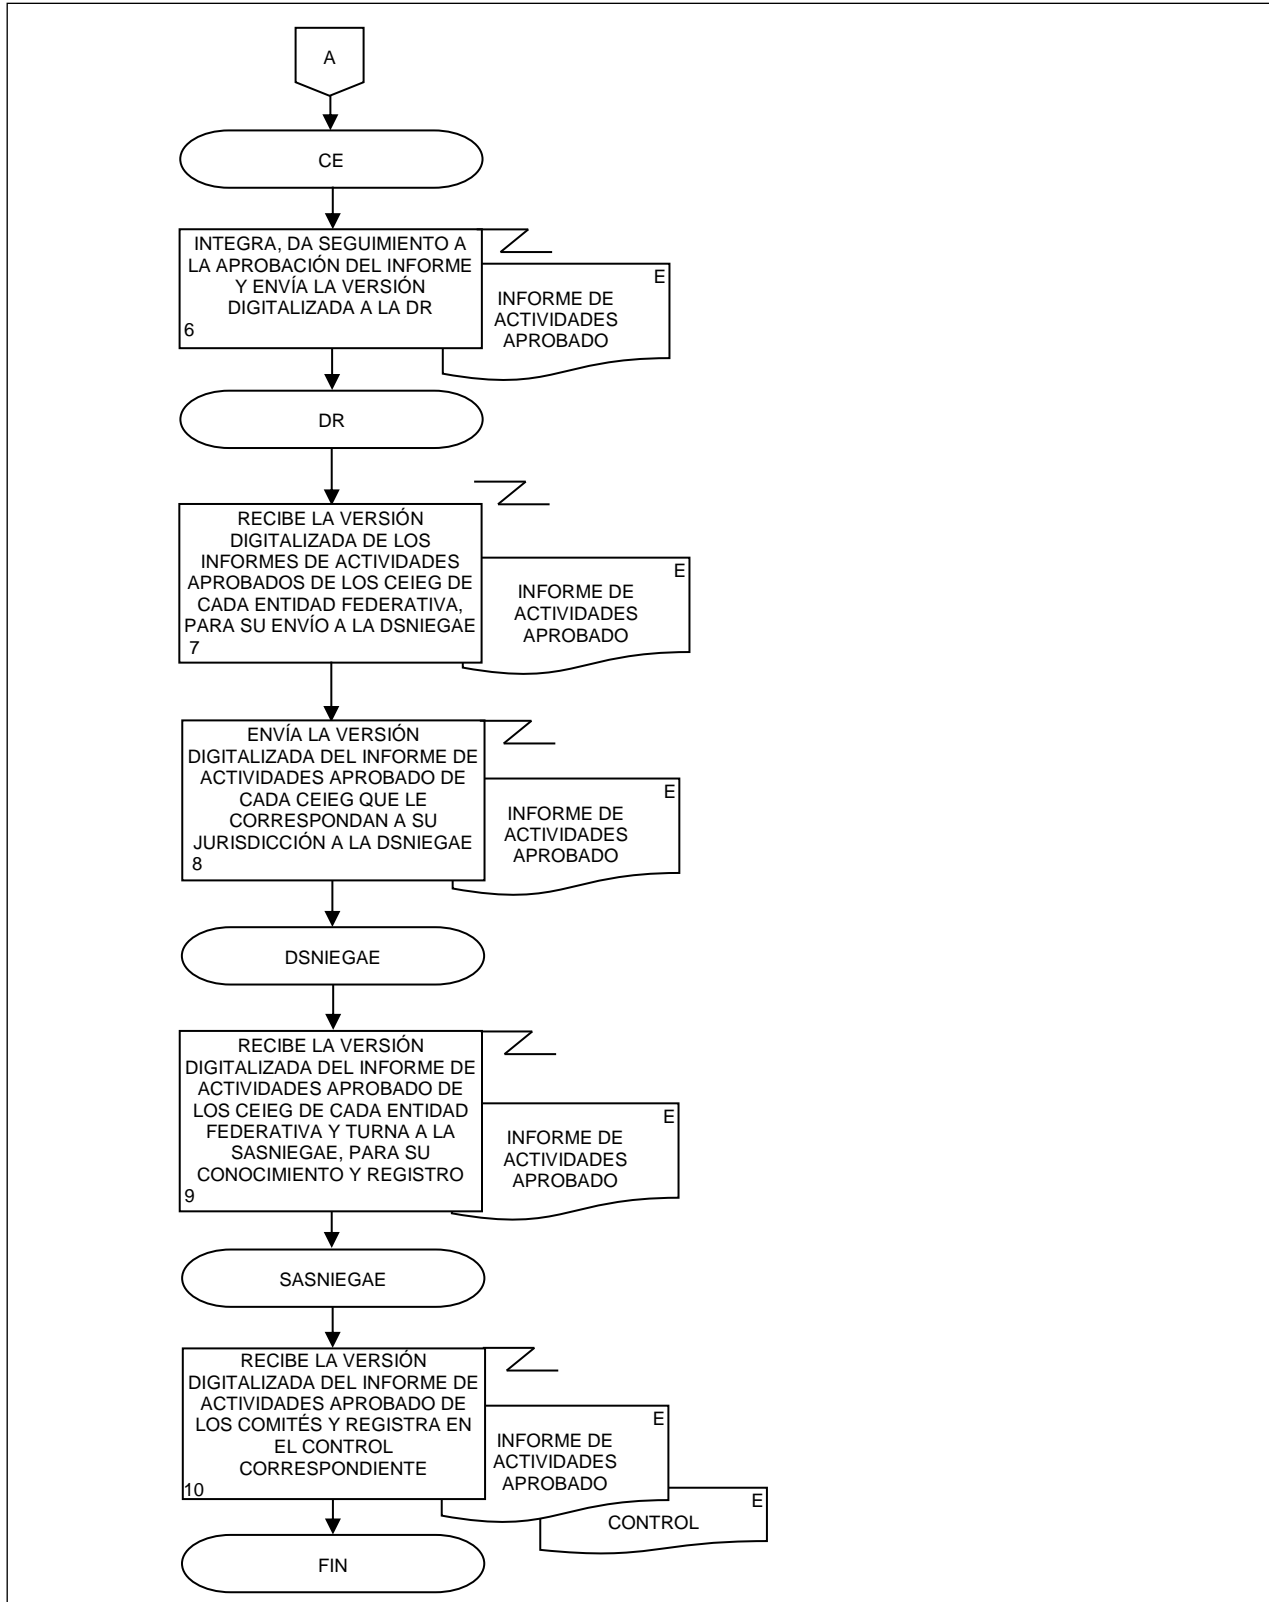 A
CE
INTEGRA, DA SEGUIMIENTO A
LA APROBACIÓN DEL INFORME
Y ENVÍA LA VERSIÓN
DIGITALIZADA A LA DR
6
E
INFORME DE
ACTIVIDADES
APROBADO
DR
RECIBE LA VERSIÓN
DIGITALIZADA DE LOS
INFORMES DE ACTIVIDADES
APROBADOS DE LOS CEIEG DE
CADA ENTIDAD FEDERATIVA,
PARA SU ENVÍO A LA DSNIEGAE
7
E
INFORME DE
ACTIVIDADES
APROBADO
ENVÍA LA VERSIÓN
DIGITALIZADA DEL INFORME DE
ACTIVIDADES APROBADO DE
CADA CEIEG QUE LE
CORRESPONDAN A SU
JURISDICCIÓN A LA DSNIEGAE
8
E
INFORME DE
ACTIVIDADES
APROBADO
DSNIEGAE
RECIBE LA VERSIÓN
DIGITALIZADA DEL INFORME DE
ACTIVIDADES APROBADO DE
LOS CEIEG DE CADA ENTIDAD
FEDERATIVA Y TURNA A LA
SASNIEGAE, PARA SU
CONOCIMIENTO Y REGISTRO
9
E
INFORME DE
ACTIVIDADES
APROBADO
SASNIEGAE
RECIBE LA VERSIÓN
DIGITALIZADA DEL INFORME DE
ACTIVIDADES APROBADO DE
LOS COMITÉS Y REGISTRA EN
EL CONTROL
CORRESPONDIENTE
10
E
INFORME DE
ACTIVIDADES
APROBADO
E
CONTROL
FIN